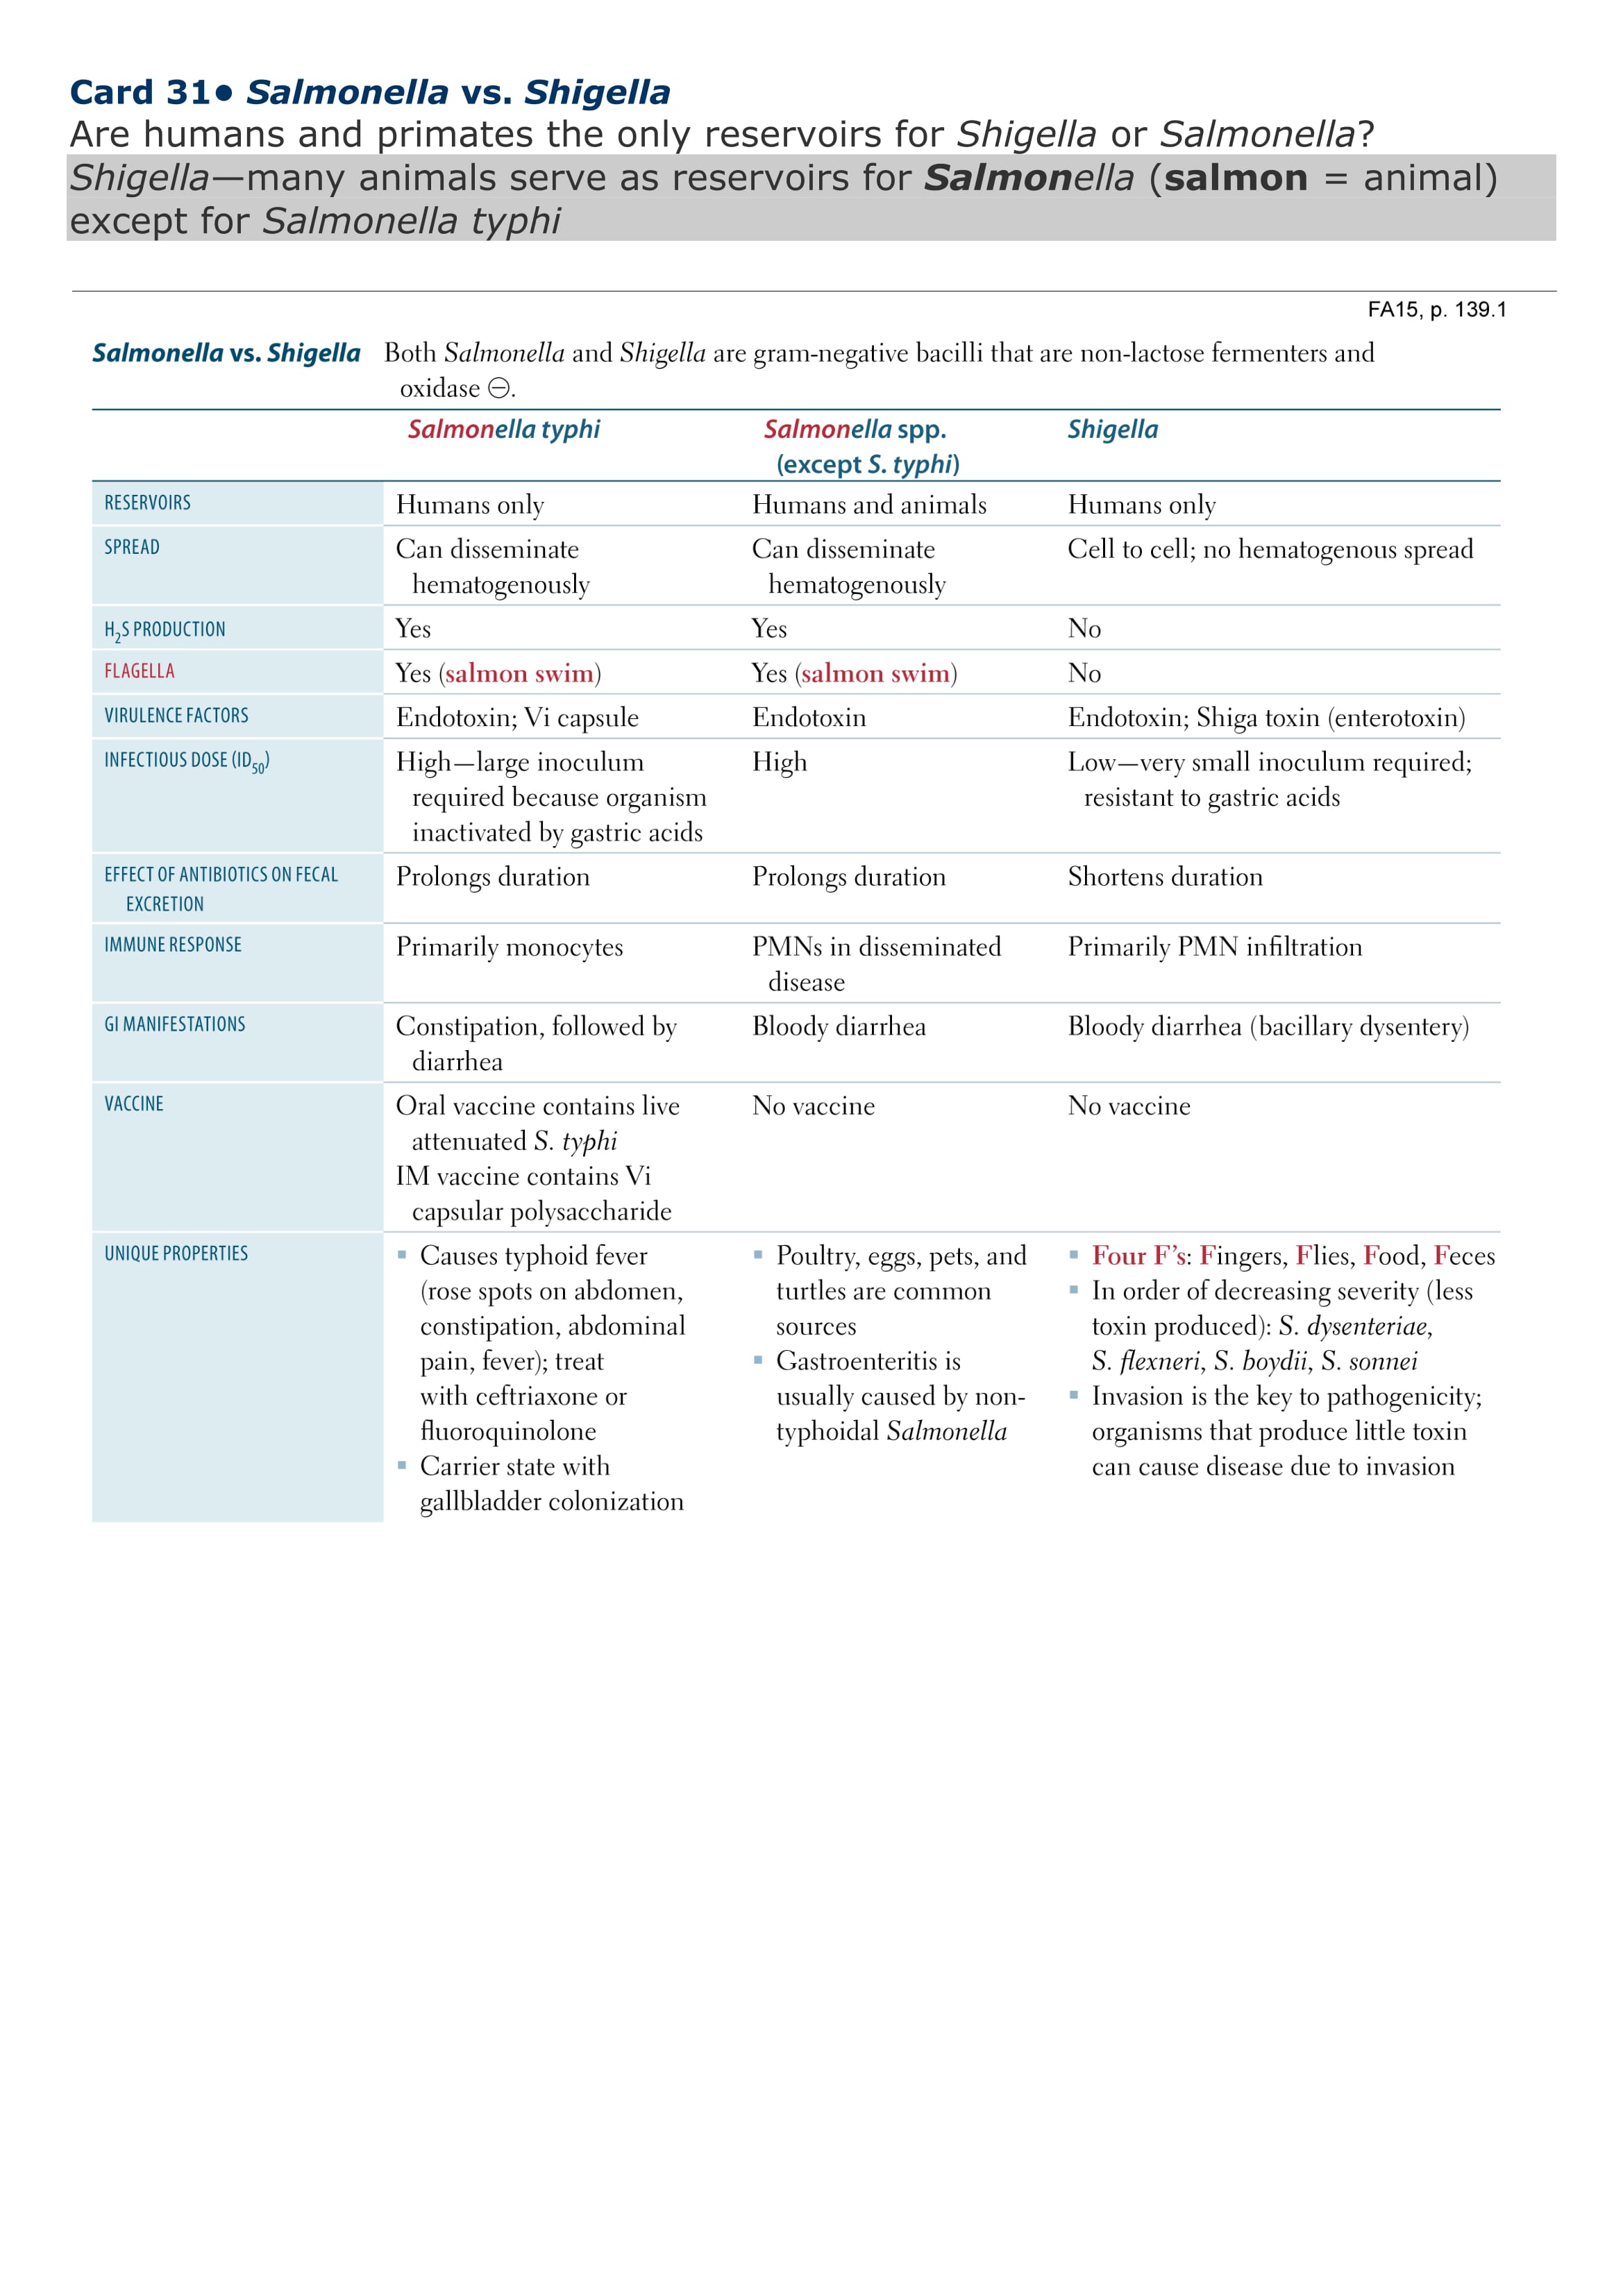 Card 31● Salmonella vs. Shigella
Are humans and primates the only reservoirs for Shigella or Salmonella?
Shigella—many animals serve as reservoirs for Salmonella (salmon = animal)
except for Salmonella typhi
FA15, p. 139.1
Salmonella vs. Shigella Both Salmonella and Shigella are gram-negative bacilli that are non-lactose fermenters and
oxidase ⊖.
Salmonella typhi
Salmonella spp.
(except S. typhi)
Shigella
RESERVOIRS
Humans only
Humans and animals
Humans only
SPREAD
Can disseminate
hematogenously
Can disseminate
hematogenously
Cell to cell; no hematogenous spread
H2S PRODUCTION
Yes
Yes
No
FLAGELLA
Yes (salmon swim)
Yes (salmon swim)
No
VIRULENCE FACTORS
Endotoxin; Vi capsule
Endotoxin
Endotoxin; Shiga toxin (enterotoxin)
INFECTIOUS DOSE (ID50)
High—large inoculum
required because organism
inactivated by gastric acids
High
Low—very small inoculum required;
resistant to gastric acids
EFFECT OF ANTIBIOTICS ON FECAL
EXCRETION
Prolongs duration
Prolongs duration
Shortens duration
IMMUNE RESPONSE
Primarily monocytes
PMNs in disseminated
disease
Primarily PMN infiltration
GI MANIFESTATIONS
Constipation, followed by
diarrhea
Bloody diarrhea
Bloody diarrhea (bacillary dysentery)
VACCINE
Oral vaccine contains live
attenuated S. typhi
IM vaccine contains Vi
capsular polysaccharide
No vaccine
No vaccine
UNIQUE PROPERTIES
▪ Causes typhoid fever
(rose spots on abdomen,
constipation, abdominal
pain, fever); treat
with ceftriaxone or
fluoroquinolone
▪ Carrier state with
gallbladder colonization
▪ Poultry, eggs, pets, and
turtles are common
sources
▪ Gastroenteritis is
usually caused by non-
typhoidal Salmonella
▪ Four F’s: Fingers, Flies, Food, Feces
▪ In order of decreasing severity (less
toxin produced): S. dysenteriae,
S. flexneri, S. boydii, S. sonnei
▪ Invasion is the key to pathogenicity;
organisms that produce little toxin
can cause disease due to invasion